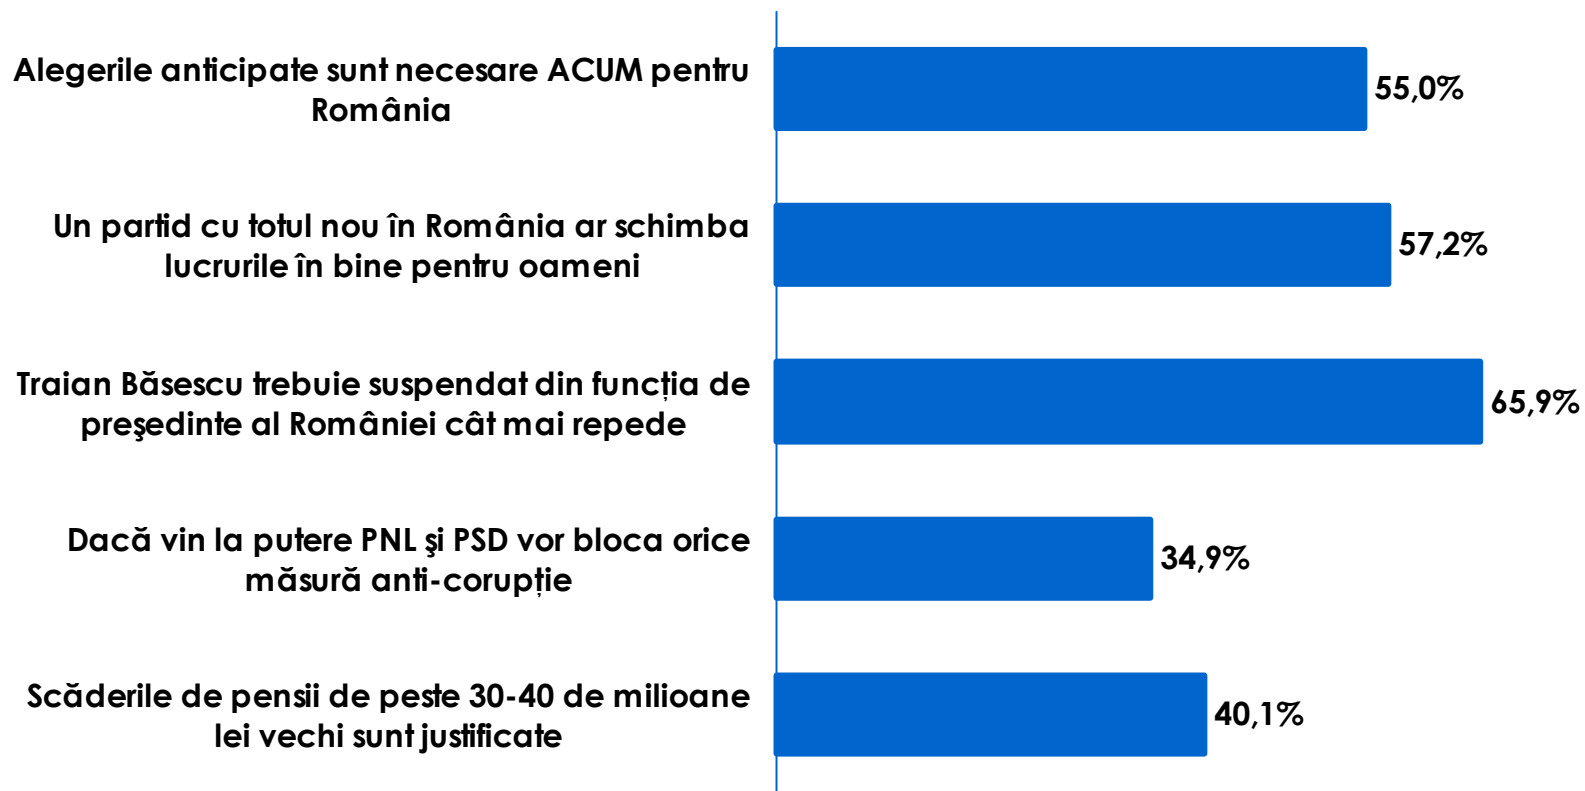 Alegerile anticipate sunt necesare ACUM pentru
România
55,0%
Un partid cu totul nou în România ar schimba
lucrurile în bine pentru oameni
57,2%
Traian Băsescu trebuie suspendat din funcția de
preşedinte al României cât mai repede
65,9%
Dacă vin la putere PNL şi PSD vor bloca orice
măsură anti-corupție
34,9%
Scăderile de pensii de peste 30-40 de milioane
lei vechi sunt justificate
40,1%